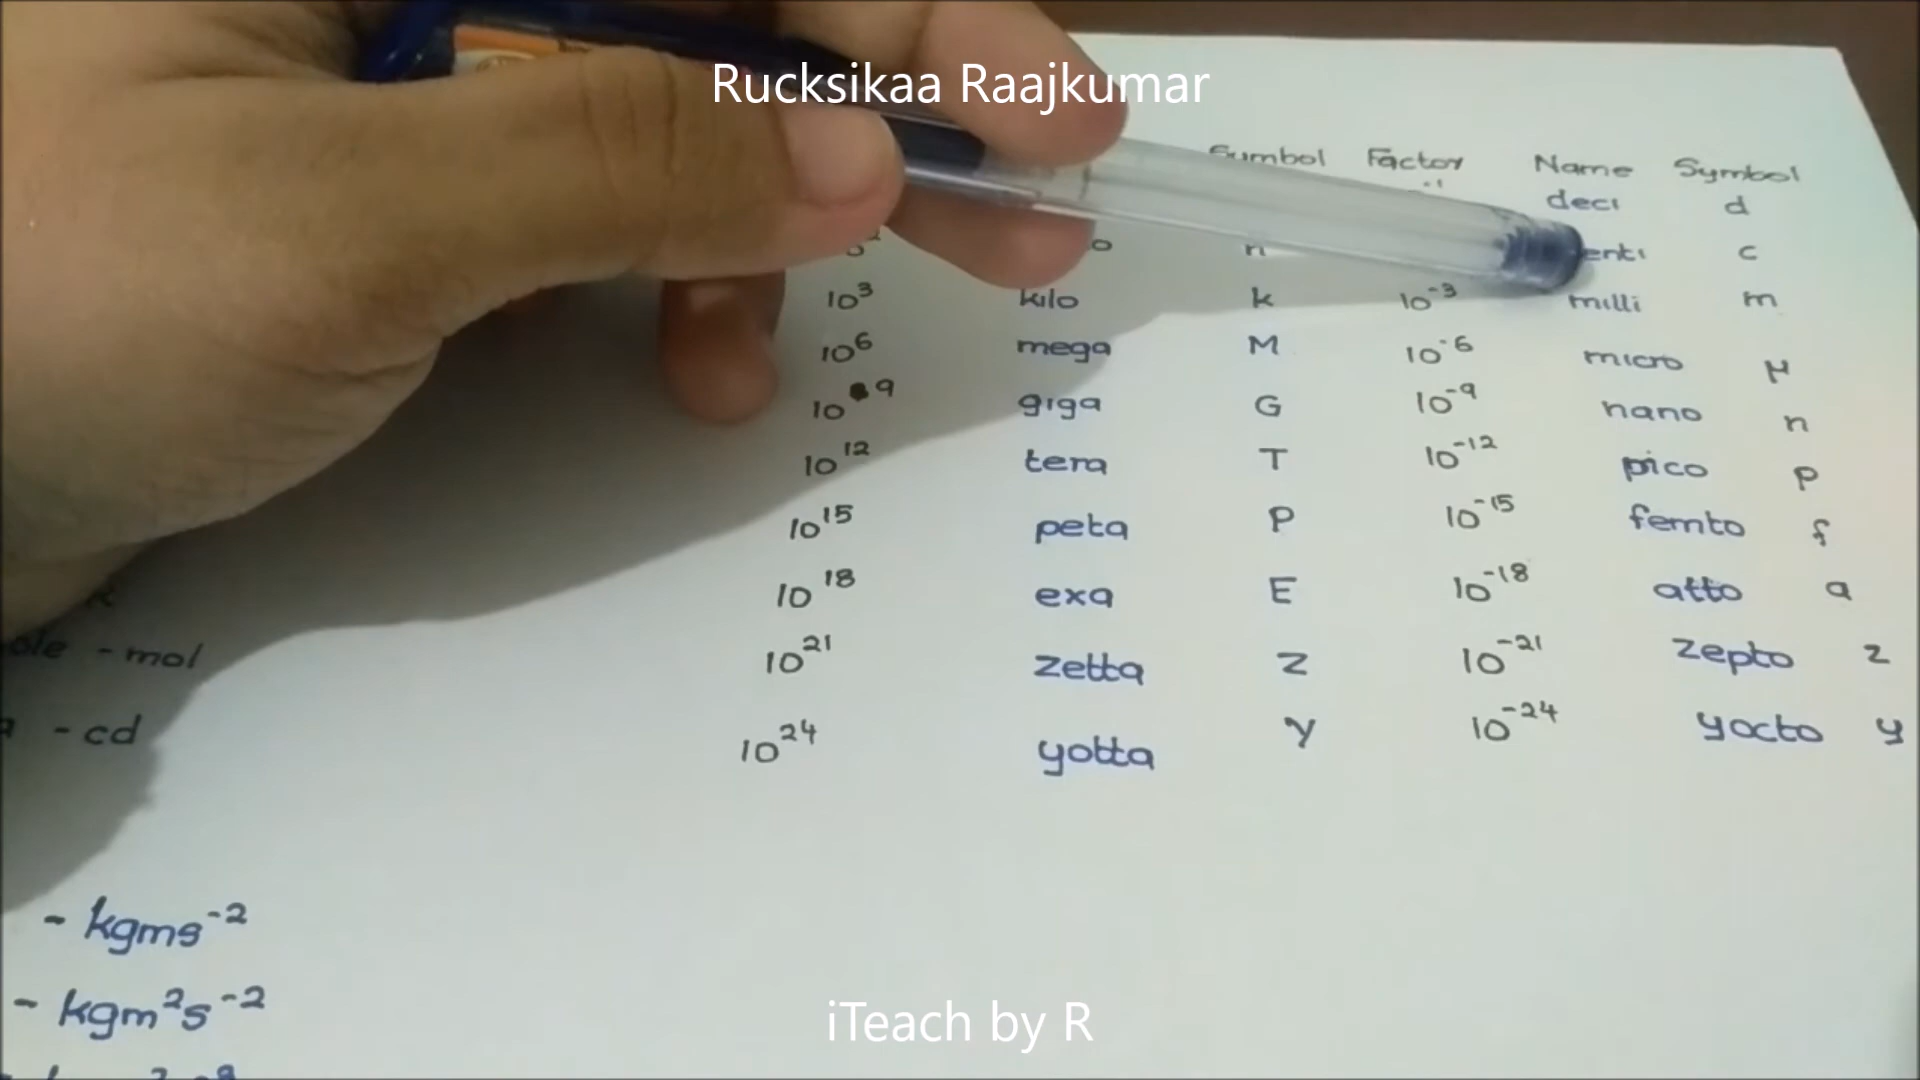 Rucksikaa Raajkumar
Symbol Factor Name Symbol
deci d
c
10³ kilo k 10⁻³ milli m
10⁶ mega M 10⁻⁶ micro μ
10⁹ giga G 10⁻⁹ nano n
10¹² tera T 10⁻¹² pico p
10¹⁵ peta P 10⁻¹⁵ femto f
10¹⁸ exa E 10⁻¹⁸ atto a
10²¹ zetta Z 10⁻²¹ zepto z
10²⁴ yotta Y 10⁻²⁴ yocto y
- mol
- cd
- kgms⁻²
- kgm²s⁻²
iTeach by R